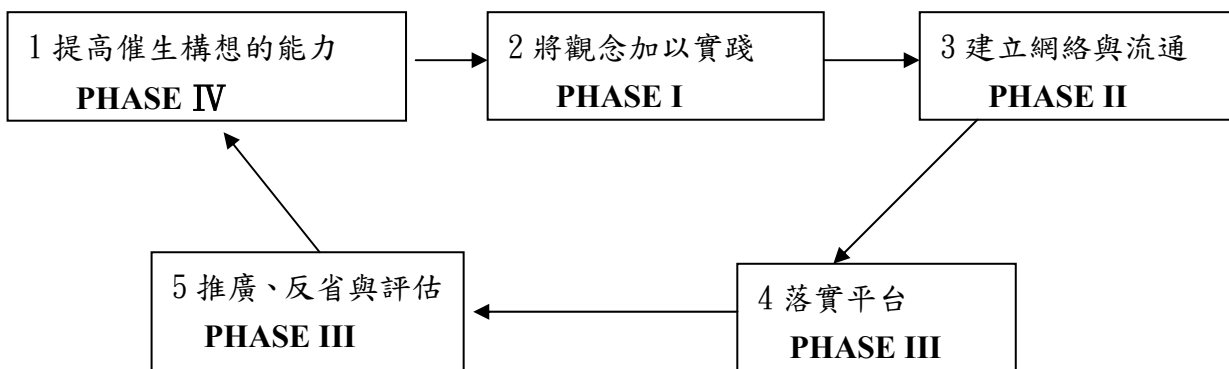 1 提高催生構想的能力
PHASE Ⅳ
2 將觀念加以實踐
PHASE I
3 建立網絡與流通
PHASE II
4 落實平台
PHASE III
5 推廣、反省與評估
PHASE III